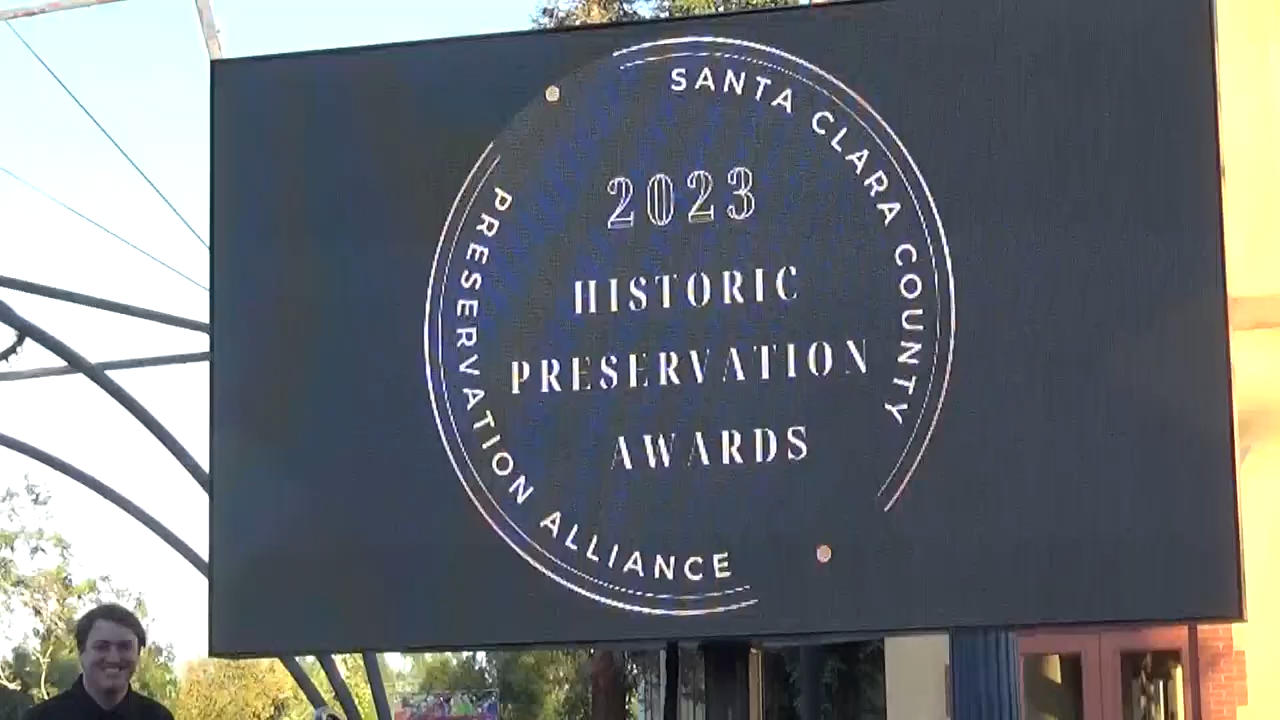 SANTA CLARA COUNTY
2023
HISTORIC
PRESERVATION
AWARDS
PRESERVATION ALLIANCE